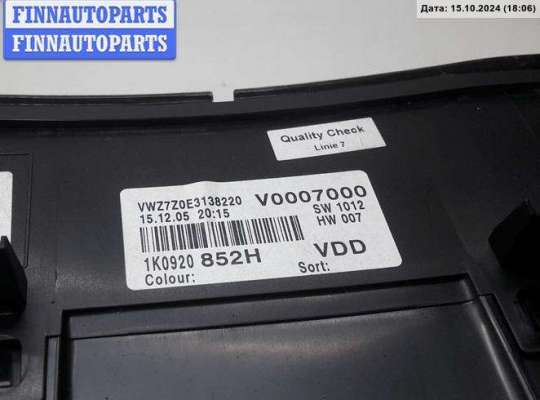 FINNAUTOPARTS
FINNAUTOPARTS
FINNAUTOPARTS
Дата: 15.10.2024 (18:06)
Quality Check
Linie 7
VWZ7Z0E3138220 V0007000
15.12.05 20:15 SW 1012
HW 007
1K0920 852H VDD
Colour: Sort: